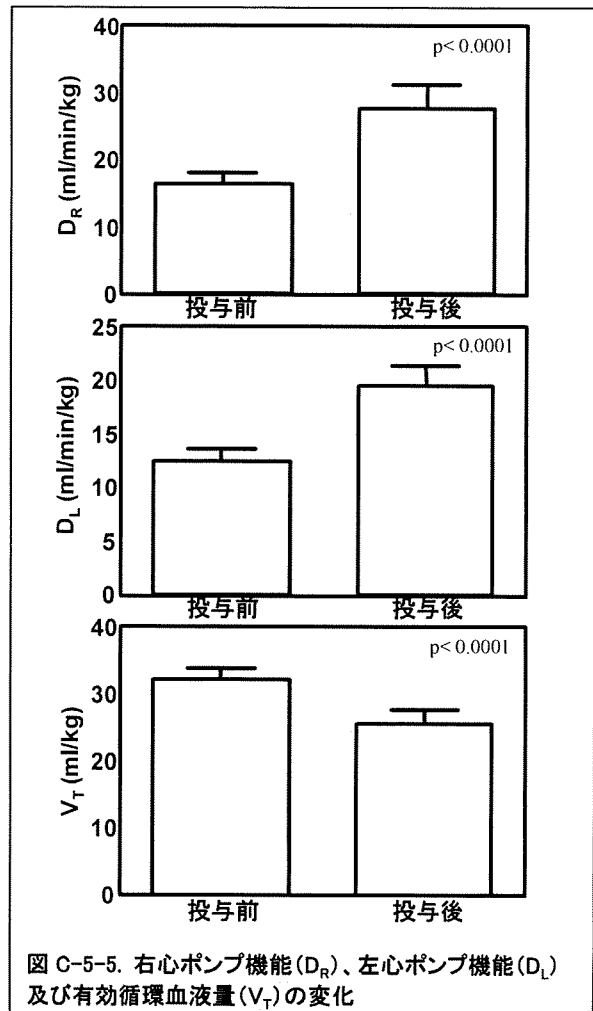 40
p< 0.0001
30
20
10
0
D_R (ml/min/kg)
投与前 投与後
25
p< 0.0001
20
15
10
5
0
D_L (ml/min/kg)
投与前 投与後
40
p< 0.0001
30
20
10
0
V_T (ml/kg)
投与前 投与後
図 C-5-5. 右心ポンプ機能(D_R)、左心ポンプ機能(D_L)
及び有効循環血液量(V_T)の変化